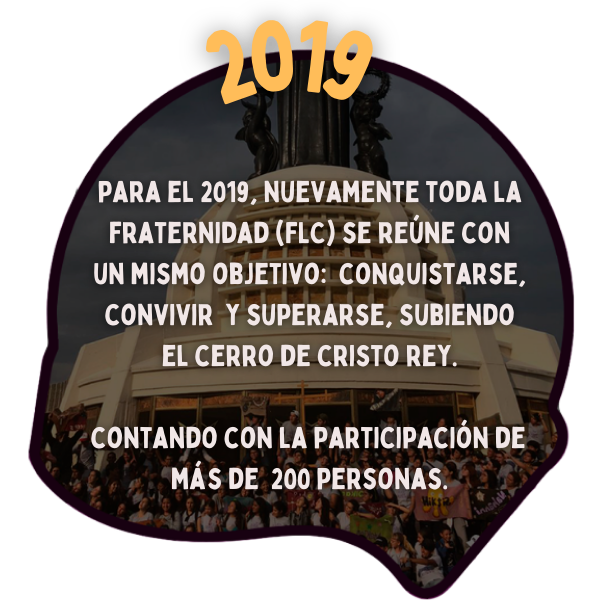 2019
PARA EL 2019, NUEVAMENTE TODA LA
FRATERNIDAD (FLC) SE REÚNE CON
UN MISMO OBJETIVO: CONQUISTARSE,
CONVIVIR Y SUPERARSE, SUBIENDO
EL CERRO DE CRISTO REY.
CONTANDO CON LA PARTICIPACIÓN DE
MÁS DE 200 PERSONAS.